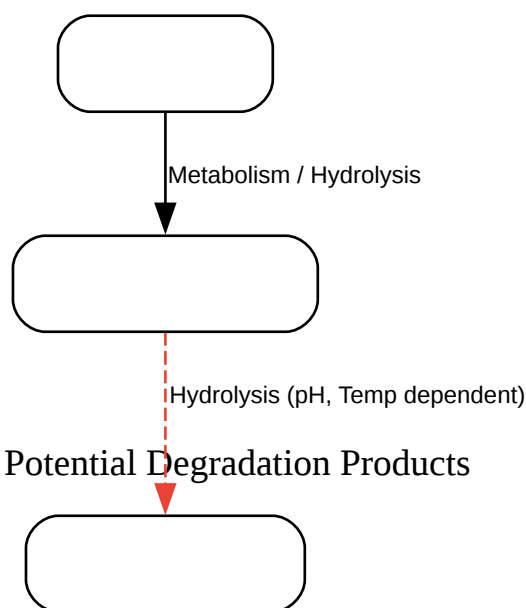 Metabolism / Hydrolysis
Hydrolysis (pH, Temp dependent)
Potential Degradation Products